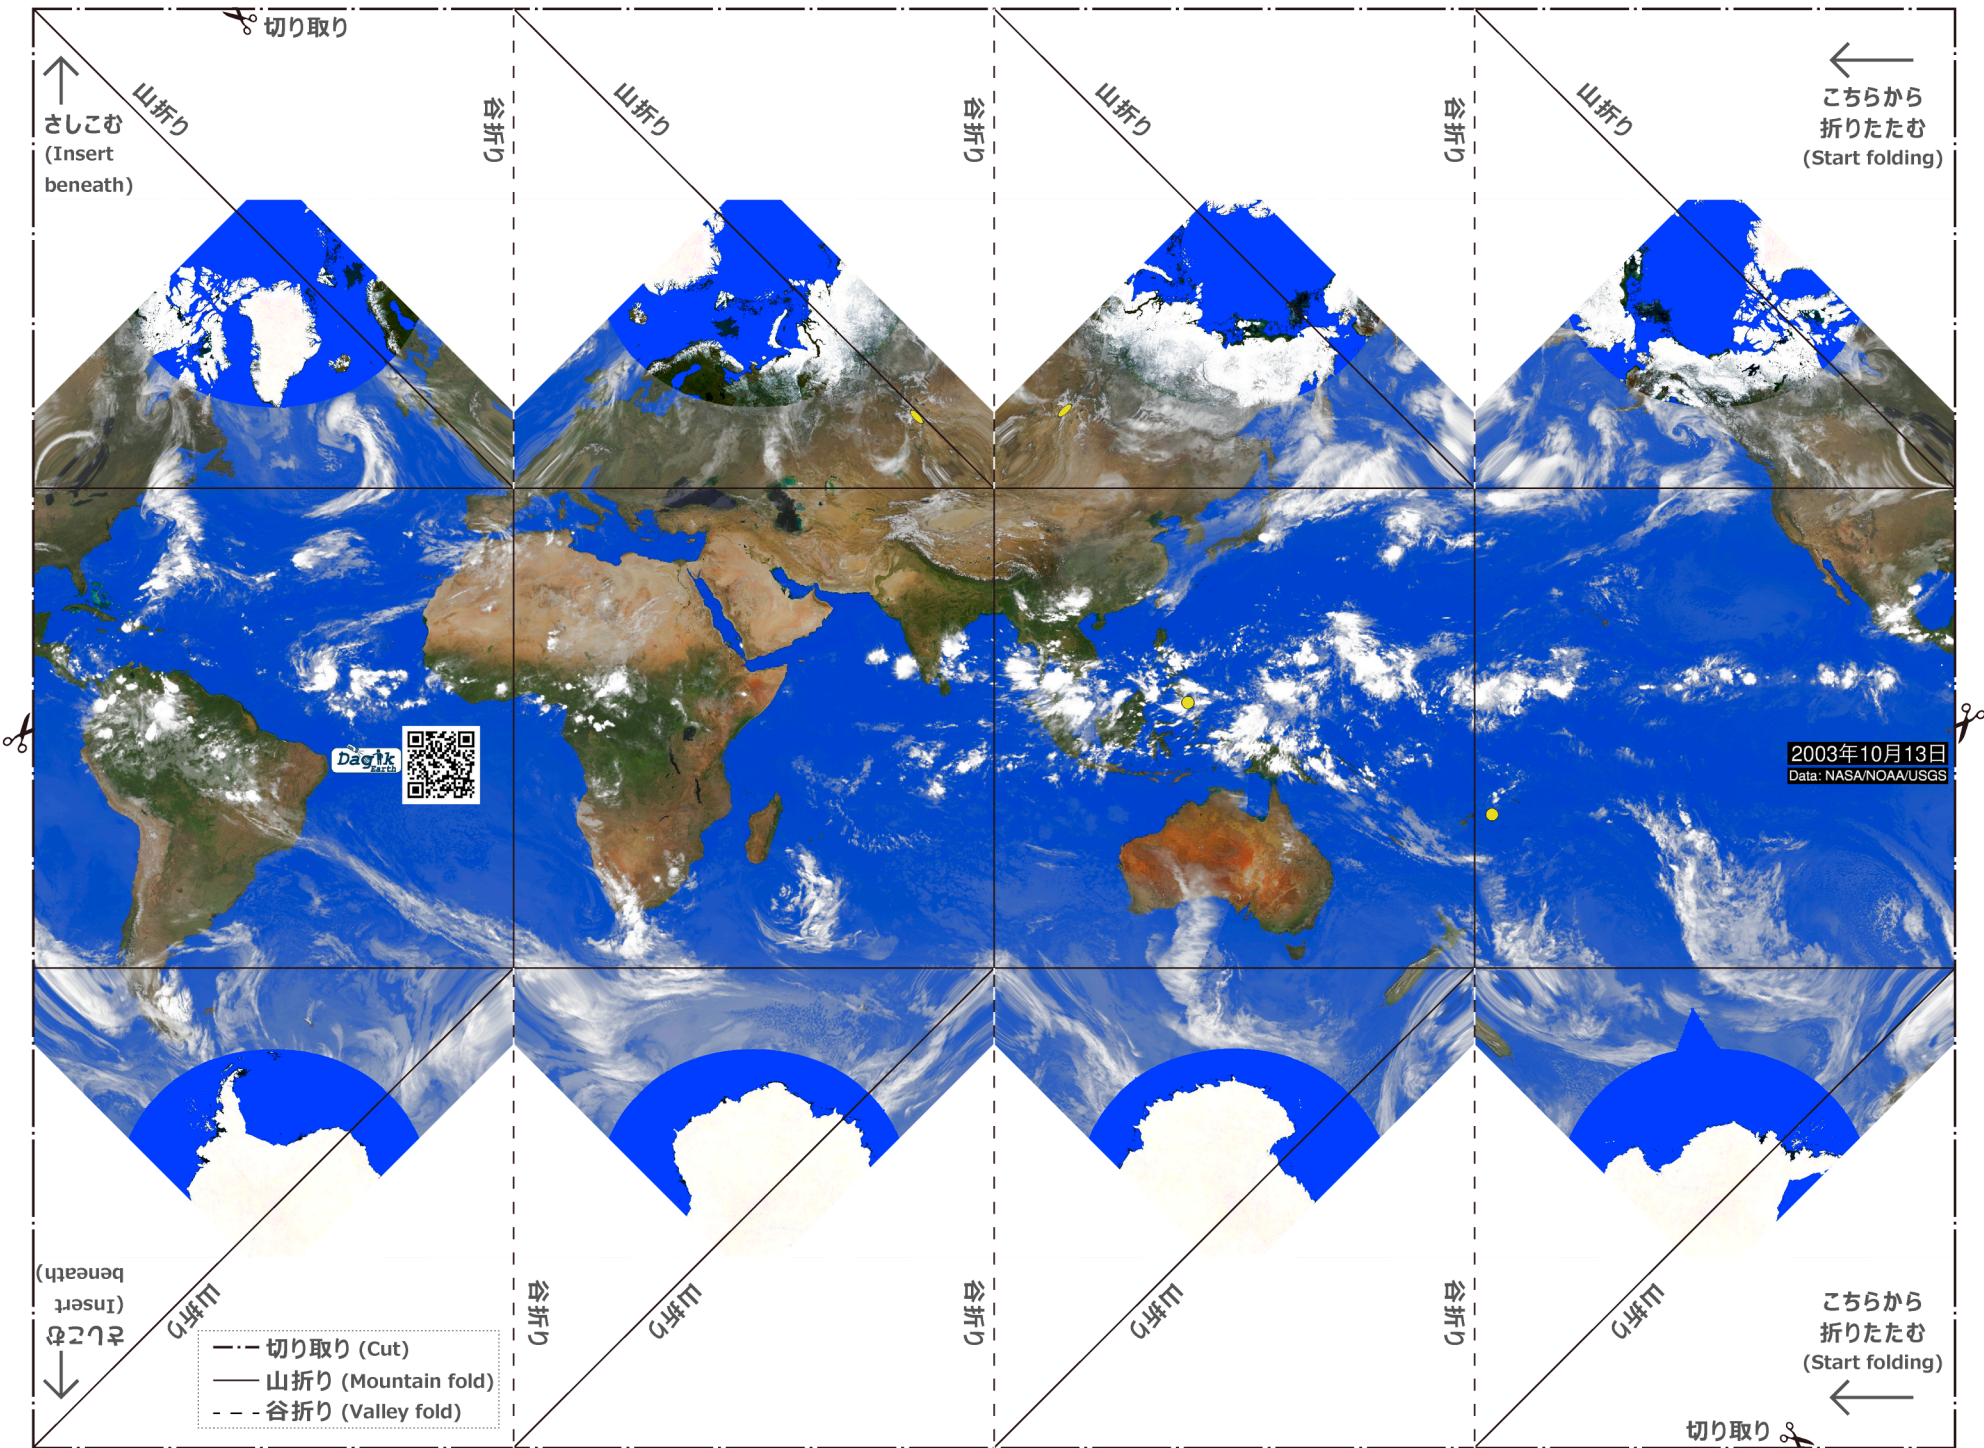 切り取り
山折り
谷折り
山折り
谷折り
山折り
谷折り
山折り
さしこむ
(Insert
beneath)
こちらから
折りたたむ
(Start folding)
Dagik
Earth
2003年10月13日
Data: NASA/NOAA/USGS
さしこむ
(Insert
beneath)
山折り
谷折り
山折り
谷折り
山折り
谷折り
山折り
こちらから
折りたたむ
(Start folding)
切り取り (Cut)
山折り (Mountain fold)
谷折り (Valley fold)
切り取り